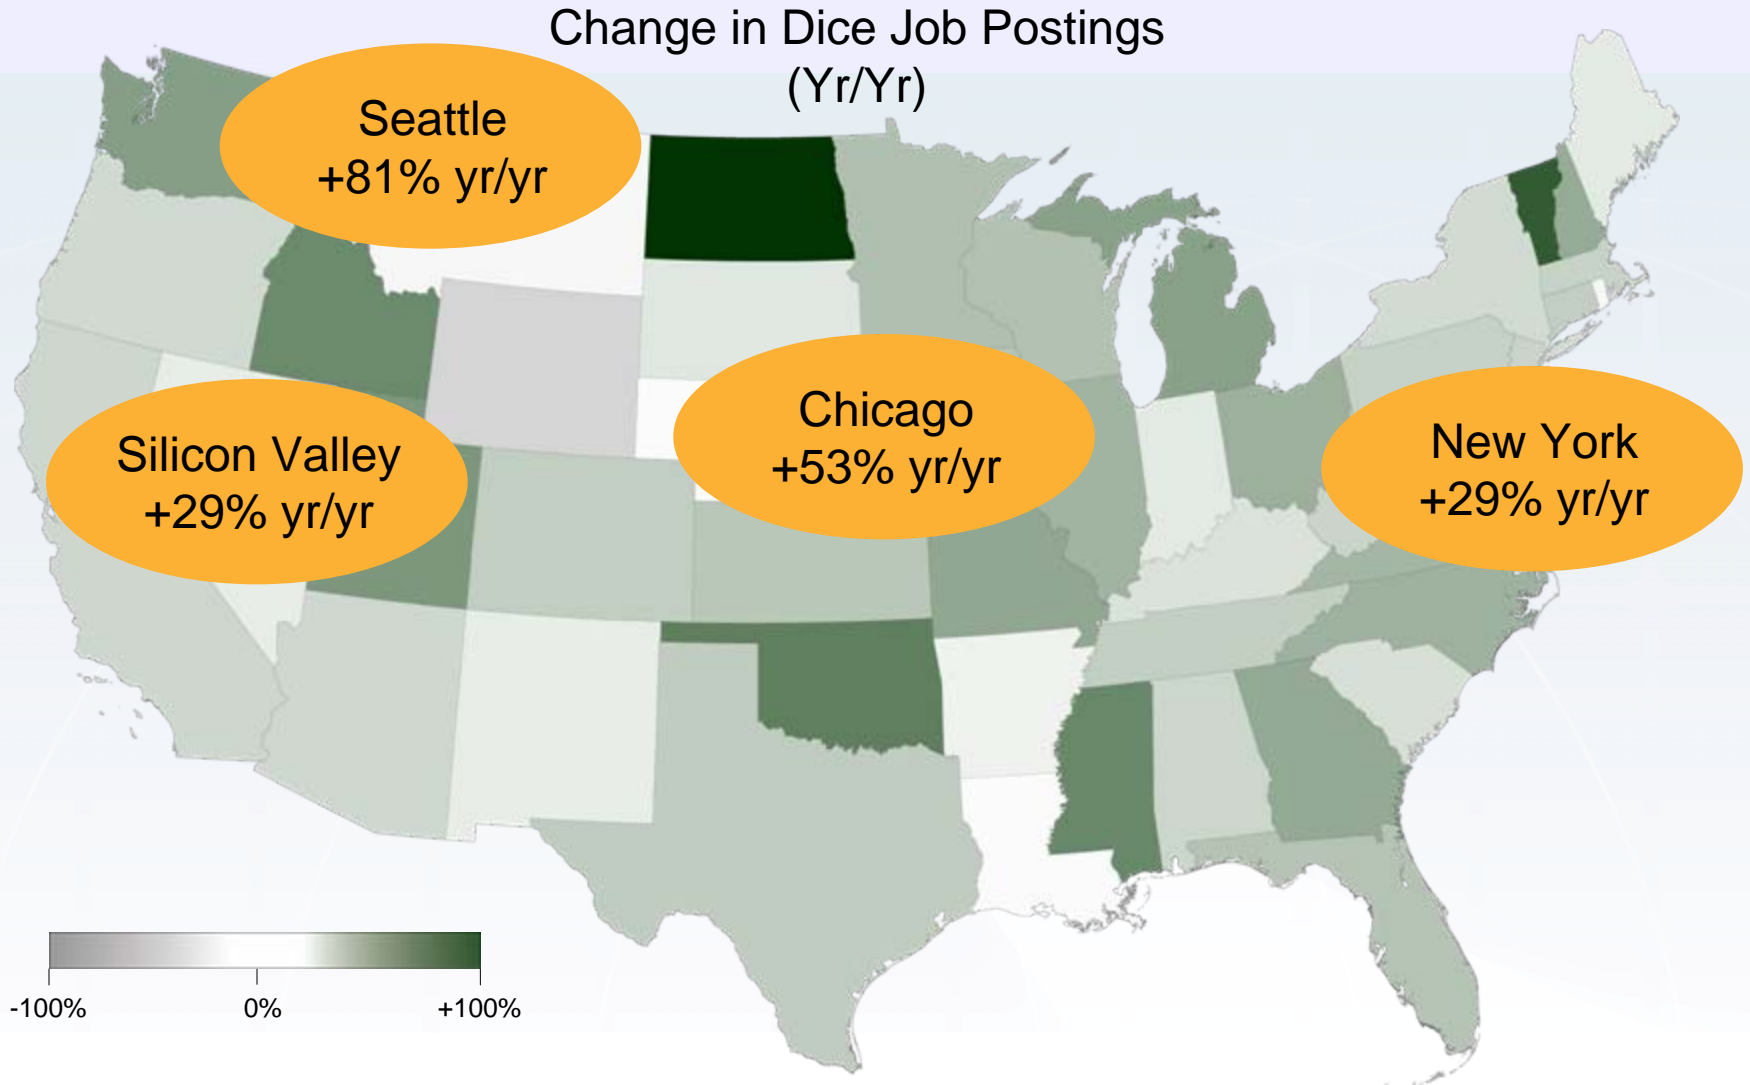 Change in Dice Job Postings
(Yr/Yr)
Seattle
+81% yr/yr
Chicago
+53% yr/yr
Silicon Valley
+29% yr/yr
New York
+29% yr/yr
-100%
0%
+100%